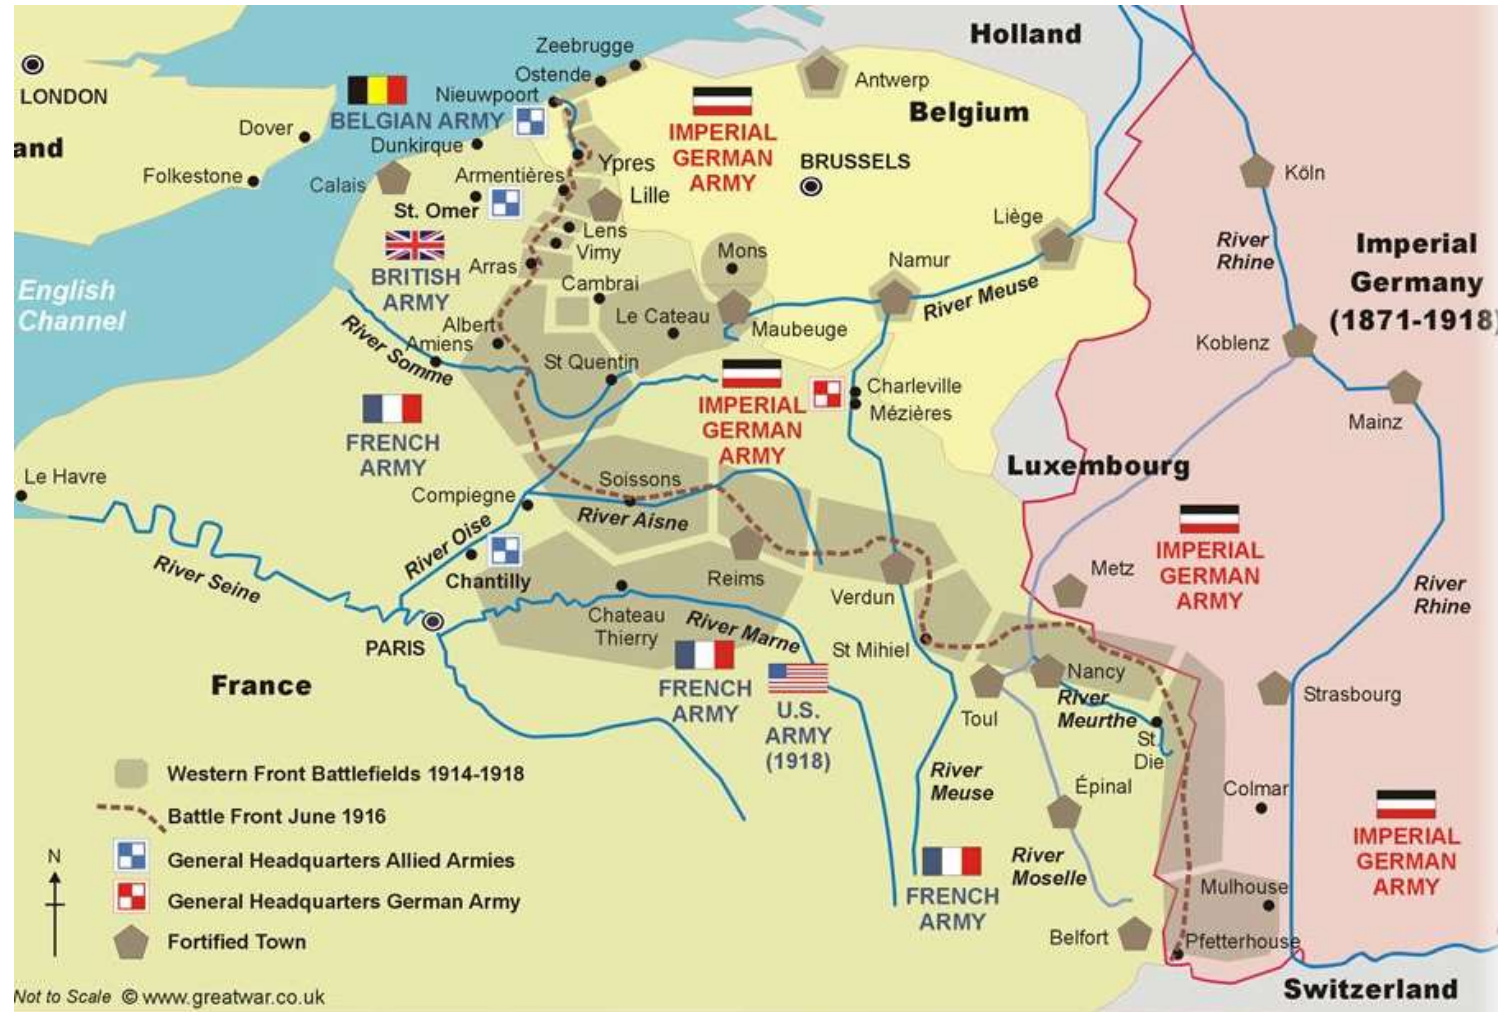 Holland
Zeebrugge
Ostende
LONDON
Nieuwpoort
Antwerp
BELGIAN ARMY
Belgium
Dover
and
Dunkirque
IMPERIAL
GERMAN
ARMY
Ypres
BRUSSELS
Folkestone
Calais
Armentières
Köln
St. Omer
Lille
Liège
Lens
Vimy
River
Rhine
Imperial
Germany
(1871-1918)
BRITISH
ARMY
Arras
Mons
Namur
English
Channel
Cambrai
River Meuse
Le Cateau
Maubeuge
Albert
Amiens
River Somme
Koblenz
St Quentin
Charleville
Mézières
IMPERIAL
GERMAN
ARMY
Mainz
FRENCH
ARMY
Luxembourg
Le Havre
Compiegne
Soissons
River Aisne
River Oise
IMPERIAL
GERMAN
ARMY
Metz
River Seine
Chantilly
Reims
Verdun
River
Rhine
Chateau
Thierry
River Marne
PARIS
St Mihiel
Nancy
France
FRENCH
ARMY
U.S.
ARMY
(1918)
Toul
River
Meurthe
Strasbourg
St.
Die
Western Front Battlefields 1914-1918
River
Meuse
Épinal
Colmar
Battle Front June 1916
N
General Headquarters Allied Armies
River
Moselle
IMPERIAL
GERMAN
ARMY
General Headquarters German Army
FRENCH
ARMY
Mulhouse
Fortified Town
Belfort
Pfetterhouse
Not to Scale © www.greatwar.co.uk
Switzerland